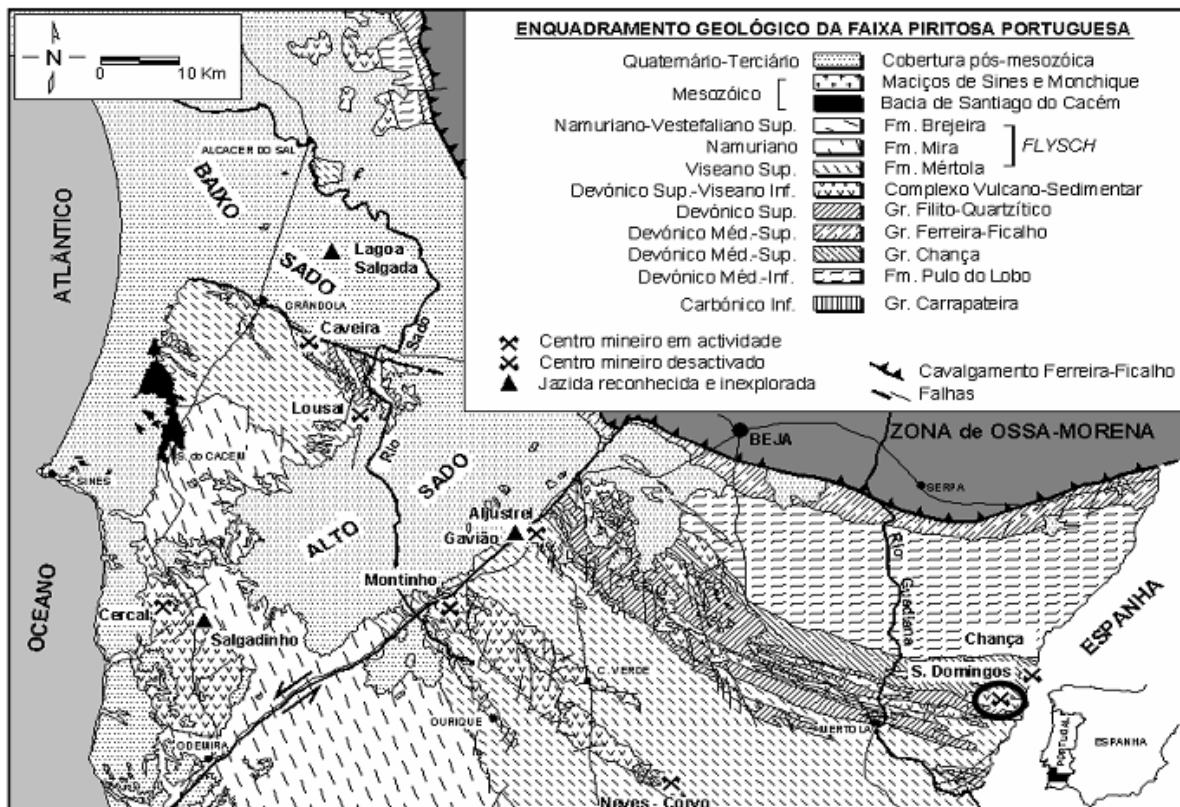 ENQUADRAMENTO GEOLÓGICO DA FAIXA PIRITOSA PORTUGUESA
N
0 10 Km
Quaternário-Terciário Cobertura pós-mesozóica
Mesozóico
Maciços de Sines e Monchique
Bacia de Santiago do Cacém
Namuriano-Vestefaliano Sup. Fm. Brejeira
Namuriano Fm. Mira
FLYSCH
Viseano Sup. Fm. Mértola
Devónico Sup.-Viseano Inf. Complexo Vulcano-Sedimentar
Devónico Sup. Gr. Filito-Quartzítico
Devónico Méd.-Sup. Gr. Ferreira-Ficalho
Devónico Méd.-Sup. Gr. Chança
Devónico Méd.-Inf. Fm. Pulo do Lobo
Carbónico Inf. Gr. Carrapateira
Centro mineiro em actividade
Centro mineiro desactivado
Jazida reconhecida e inexplorada
Cavalgamento Ferreira-Ficalho
Falhas
ALCACER DO SAL
BAIXO
SADO
ATLÂNTICO
Lagoa
Salgada
GRÂNDOLA
Caveira
Sado
Lousal
Rio
S. do CACEM
SINES
SADO
ALTO
BEJA
ZONA de OSSA-MORENA
SERPA
Aljustrel
Gavião
Montinho
OCEANO
Cercal
Salgadinho
Rio
Guadiana
Chança
ESPANHA
S. Domingos
C. VERDE
OURIQUE
MERTOLA
ODEMIRA
Neves - Corvo
PORTUGAL
ESPANHA